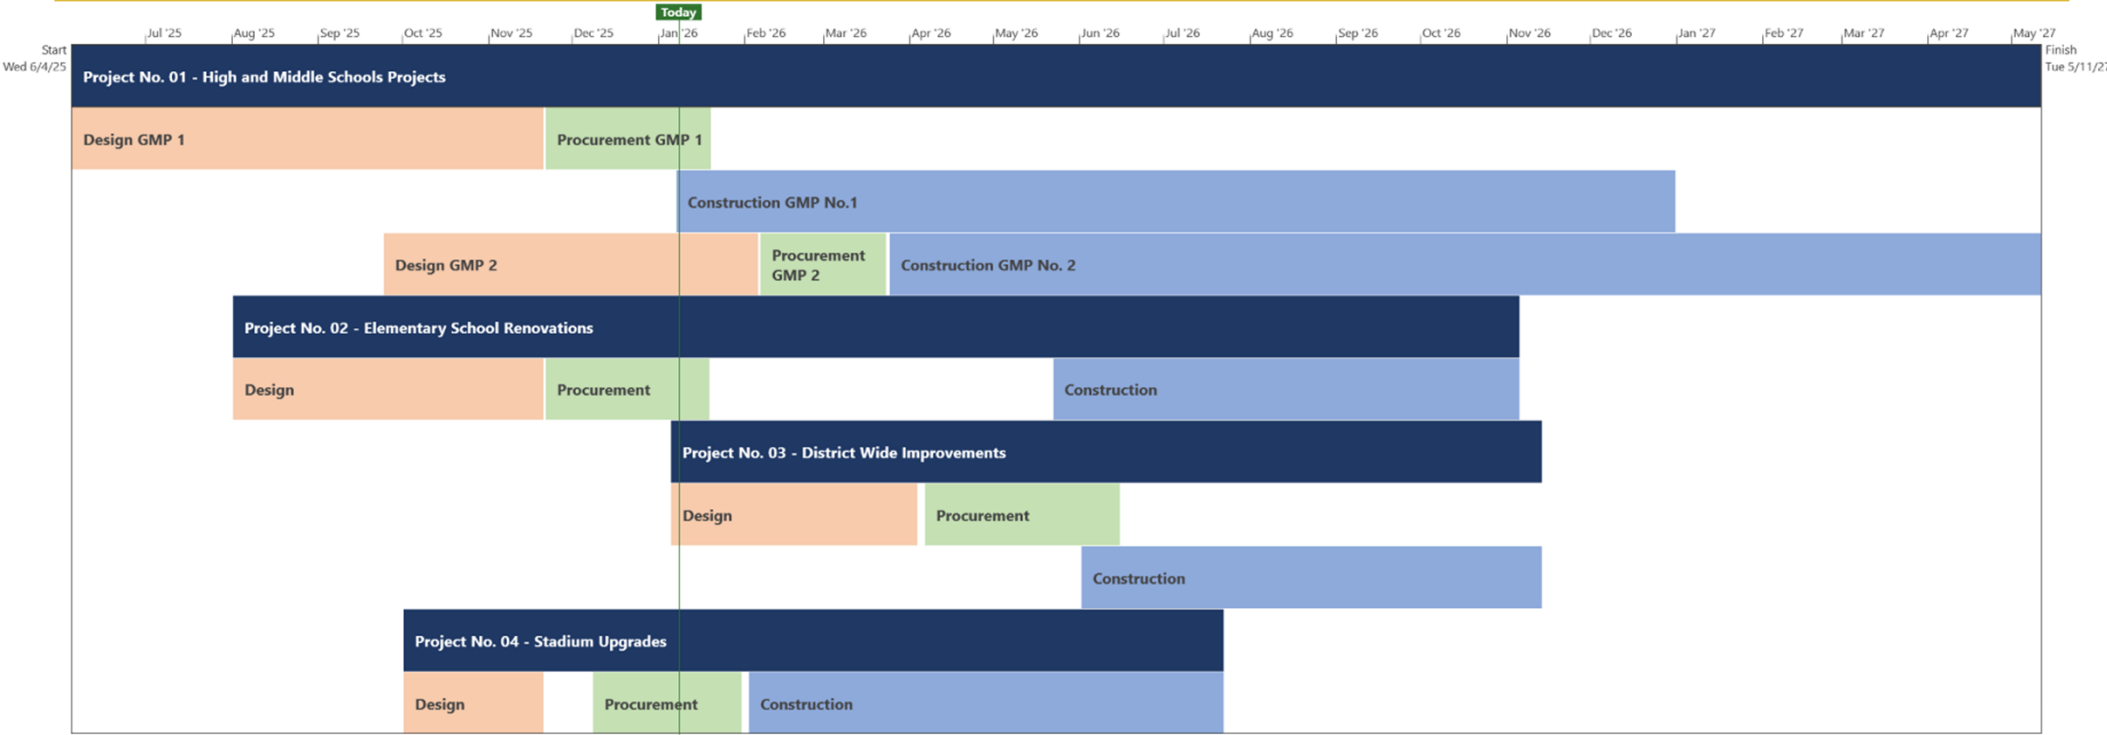 Today
Jul '25 Aug '25 Sep '25 Oct '25 Nov '25 Dec '25 Jan '26 Feb '26 Mar '26 Apr '26 May '26 Jun '26 Jul '26 Aug '26 Sep '26 Oct '26 Nov '26 Dec '26 Jan '27 Feb '27 Mar '27 Apr '27 May '27
Start
Wed 6/4/25
Finish
Tue 5/11/27
Project No. 01 - High and Middle Schools Projects
Design GMP 1
Procurement GMP 1
Construction GMP No.1
Design GMP 2
Procurement
GMP 2
Construction GMP No. 2
Project No. 02 - Elementary School Renovations
Design
Procurement
Construction
Project No. 03 - District Wide Improvements
Design
Procurement
Construction
Project No. 04 - Stadium Upgrades
Design
Procurement
Construction